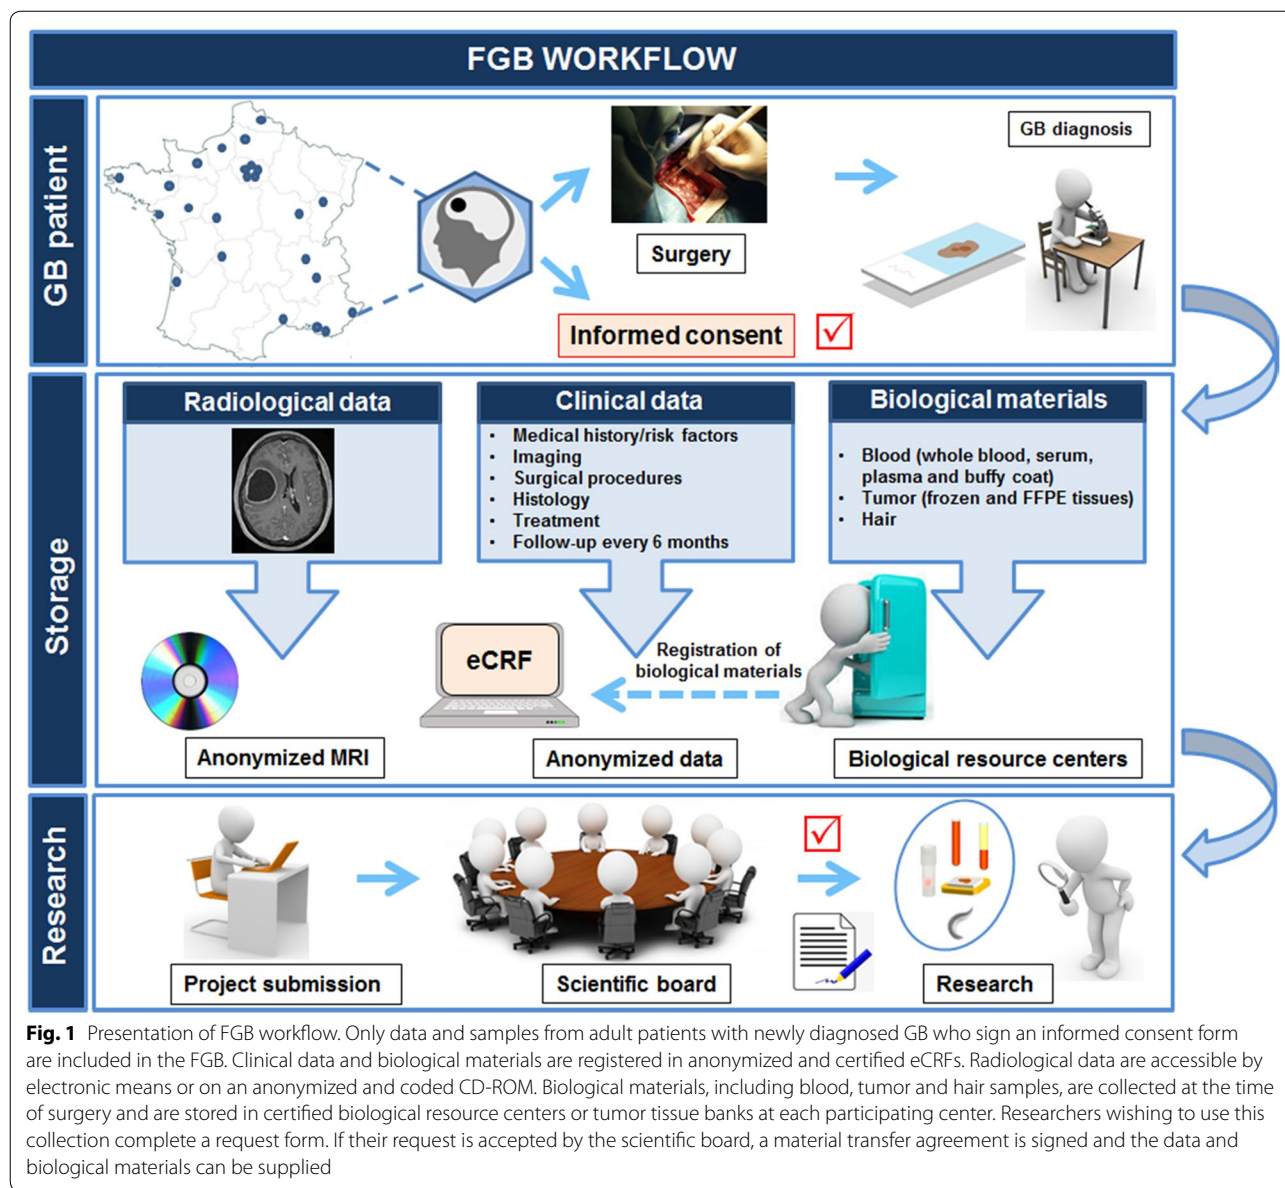 FGB WORKFLOW
GB patient
GB diagnosis
Surgery
Informed consent
Storage
Radiological data
Clinical data
• Medical history/risk factors
• Imaging
• Surgical procedures
• Histology
• Treatment
• Follow-up every 6 months
Biological materials
• Blood (whole blood, serum,
plasma and buffy coat)
• Tumor (frozen and FFPE tissues)
• Hair
eCRF
Registration of
biological materials
Anonymized MRI
Anonymized data
Biological resource centers
Research
Project submission
Scientific board
Research
Fig. 1 Presentation of FGB workflow. Only data and samples from adult patients with newly diagnosed GB who sign an informed consent form
are included in the FGB. Clinical data and biological materials are registered in anonymized and certified eCRFs. Radiological data are accessible by
electronic means or on an anonymized and coded CD-ROM. Biological materials, including blood, tumor and hair samples, are collected at the time
of surgery and are stored in certified biological resource centers or tumor tissue banks at each participating center. Researchers wishing to use this
collection complete a request form. If their request is accepted by the scientific board, a material transfer agreement is signed and the data and
biological materials can be supplied